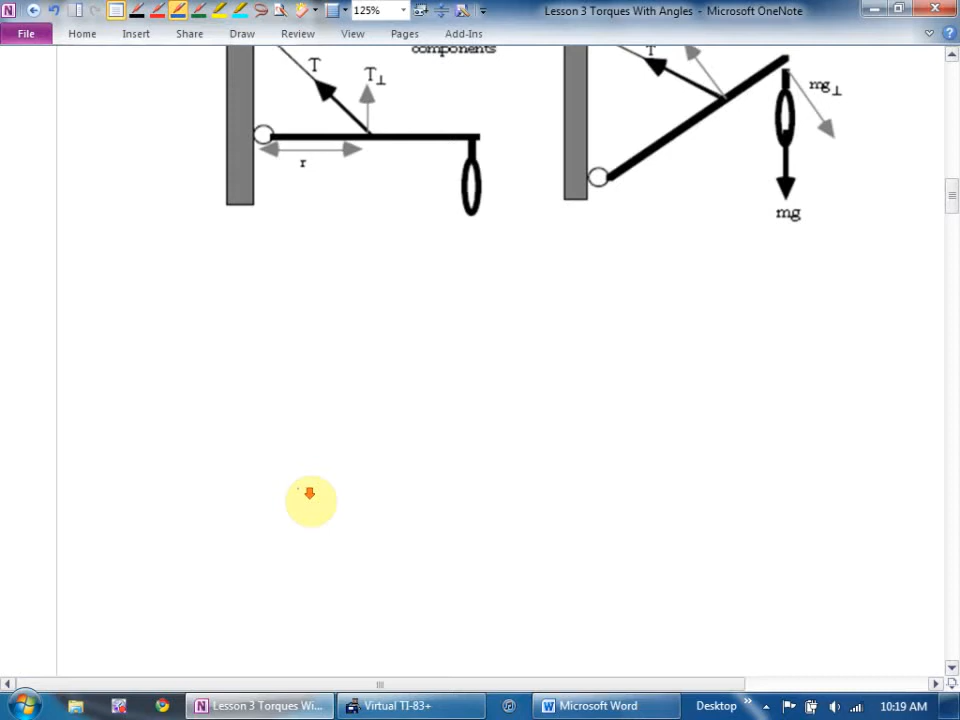 Lesson 3 Torques With Angles - Microsoft OneNote
125%
File Home Insert Share Draw Review View Pages Add-Ins
components
T
T⊥
r
T
mg⊥
mg
Lesson 3 Torques Wi...
Virtual TI-83+
Microsoft Word
Desktop
10:19 AM